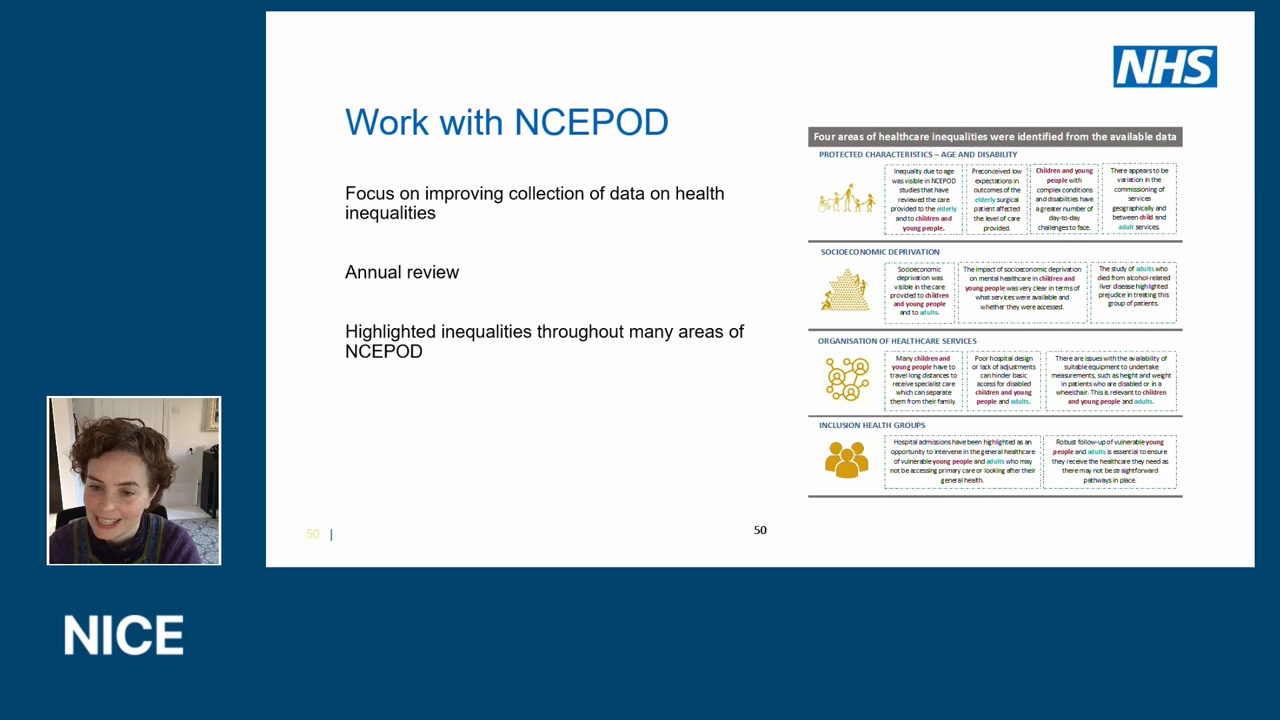 NHS
Work with NCEPOD
Focus on improving collection of data on health
inequalities
Annual review
Highlighted inequalities throughout many areas of
NCEPOD
Four areas of healthcare inequalities were identified from the available data
PROTECTED CHARACTERISTICS – AGE AND DISABILITY
Inequality due to age
was visible in NCEPOD
studies that have
reviewed the care
provided to the elderly
and to children and
young people.
Preconceived low
expectations in
outcomes of the
elderly surgical
patient affected
the level of care
provided.
Children and young
people with
complex conditions
and disabilities have
a greater number of
day-to-day
challenges to face.
There appears to be
variation in the
commissioning of
services
geographically and
between child and
adult services.
SOCIOECONOMIC DEPRIVATION
Socioeconomic
deprivation was
visible in the care
provided to children
and young people
and to adults.
The impact of socioeconomic deprivation
on mental healthcare in children and
young people was very clear in terms of
what services were available and
whether they were accessed.
The study of adults who
died from alcohol-related
liver disease highlighted
prejudice in treating this
group of patients.
ORGANISATION OF HEALTHCARE SERVICES
Many children and
young people have to
travel long distances to
receive specialist care
which can separate
them from their family.
Poor hospital design
or lack of adjustments
can hinder basic
access for disabled
children and young
people and adults.
There are issues with the availability of
suitable equipment to undertake
measurements, such as height and weight
in patients who are disabled or in a
wheelchair. This is relevant to children
and young people and adults.
INCLUSION HEALTH GROUPS
Hospital admissions have been highlighted as an
opportunity to intervene in the general healthcare
of vulnerable young people and adults who may
not be accessing primary care or looking after their
general health.
Robust follow-up of vulnerable young
people and adults is essential to ensure
they receive the healthcare they need as
there may not be straightforward
pathways in place.
50 |
50
NICE